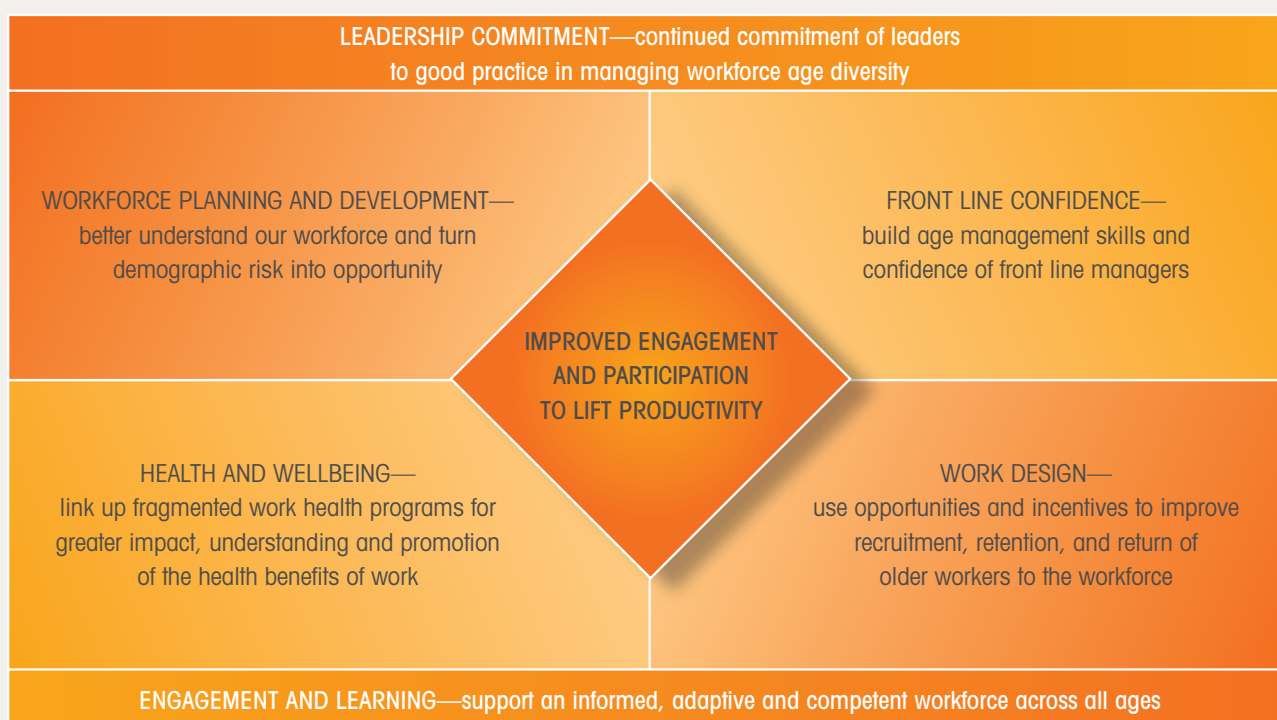 LEADERSHIP COMMITMENT—continued commitment of leaders
to good practice in managing workforce age diversity
WORKFORCE PLANNING AND DEVELOPMENT—
better understand our workforce and turn
demographic risk into opportunity
FRONT LINE CONFIDENCE—
build age management skills and
confidence of front line managers
IMPROVED ENGAGEMENT
AND PARTICIPATION
TO LIFT PRODUCTIVITY
HEALTH AND WELLBEING—
link up fragmented work health programs for
greater impact, understanding and promotion
of the health benefits of work
WORK DESIGN—
use opportunities and incentives to improve
recruitment, retention, and return of
older workers to the workforce
ENGAGEMENT AND LEARNING—support an informed, adaptive and competent workforce across all ages